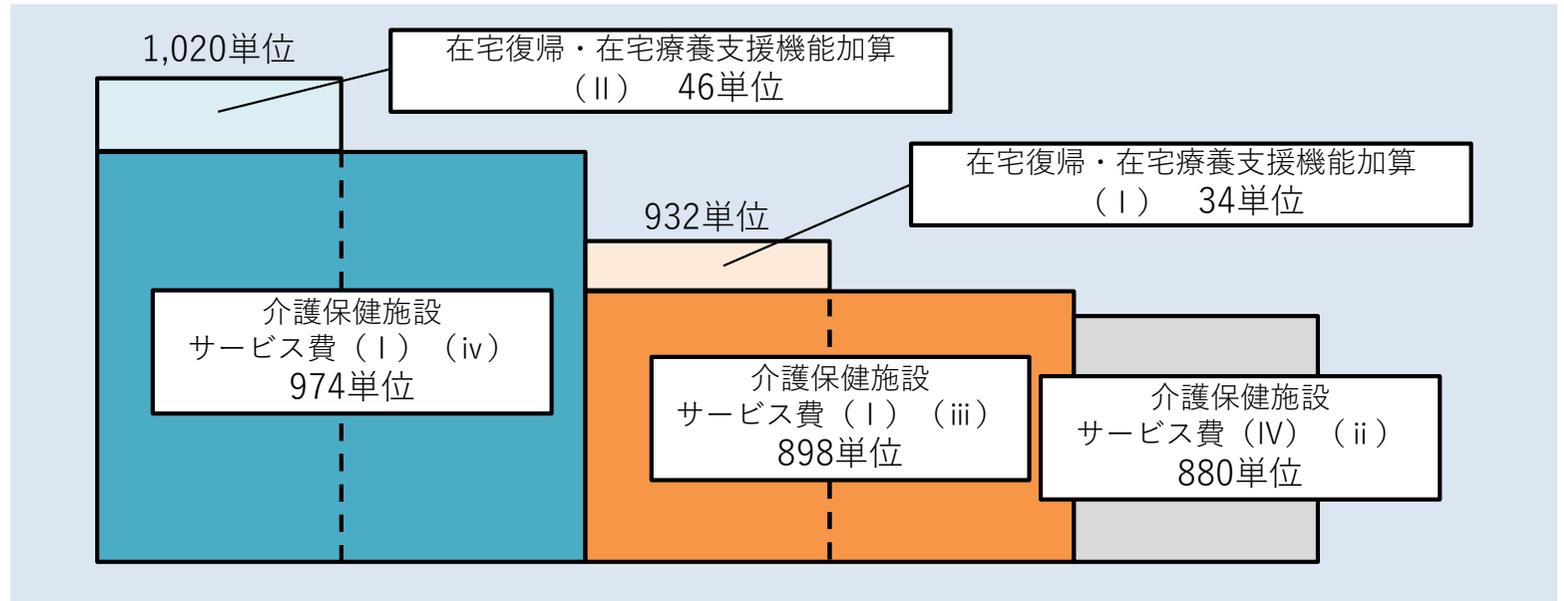 1,020単位
在宅復帰・在宅療養支援機能加算
（Ⅱ）　46単位
在宅復帰・在宅療養支援機能加算
（Ⅰ）　34単位
932単位
介護保健施設
サービス費（Ⅰ）（ⅳ）
974単位
介護保健施設
サービス費（Ⅰ）（ⅲ）
898単位
介護保健施設
サービス費（Ⅳ）（ⅱ）
880単位